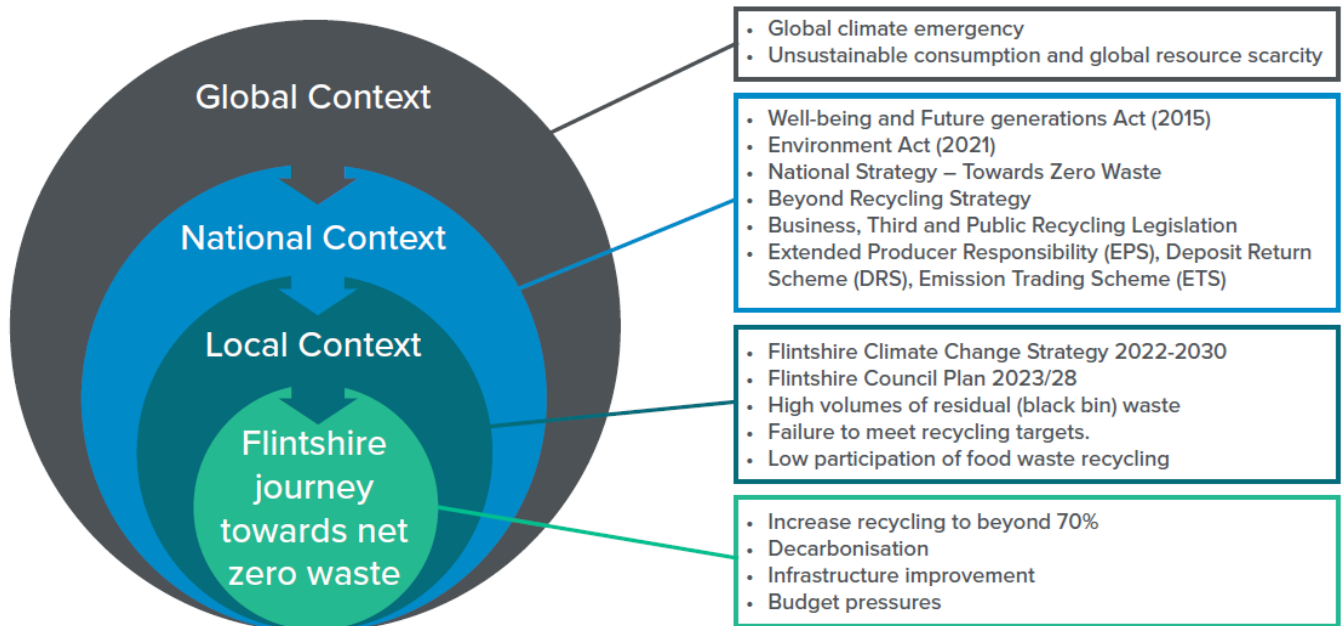 Global Context
National Context
Local Context
Flintshire
journey
towards net
zero waste
• Global climate emergency
• Unsustainable consumption and global resource scarcity
• Well-being and Future generations Act (2015)
• Environment Act (2021)
• National Strategy – Towards Zero Waste
• Beyond Recycling Strategy
• Business, Third and Public Recycling Legislation
• Extended Producer Responsibility (EPS), Deposit Return
Scheme (DRS), Emission Trading Scheme (ETS)
• Flintshire Climate Change Strategy 2022-2030
• Flintshire Council Plan 2023/28
• High volumes of residual (black bin) waste
• Failure to meet recycling targets.
• Low participation of food waste recycling
• Increase recycling to beyond 70%
• Decarbonisation
• Infrastructure improvement
• Budget pressures